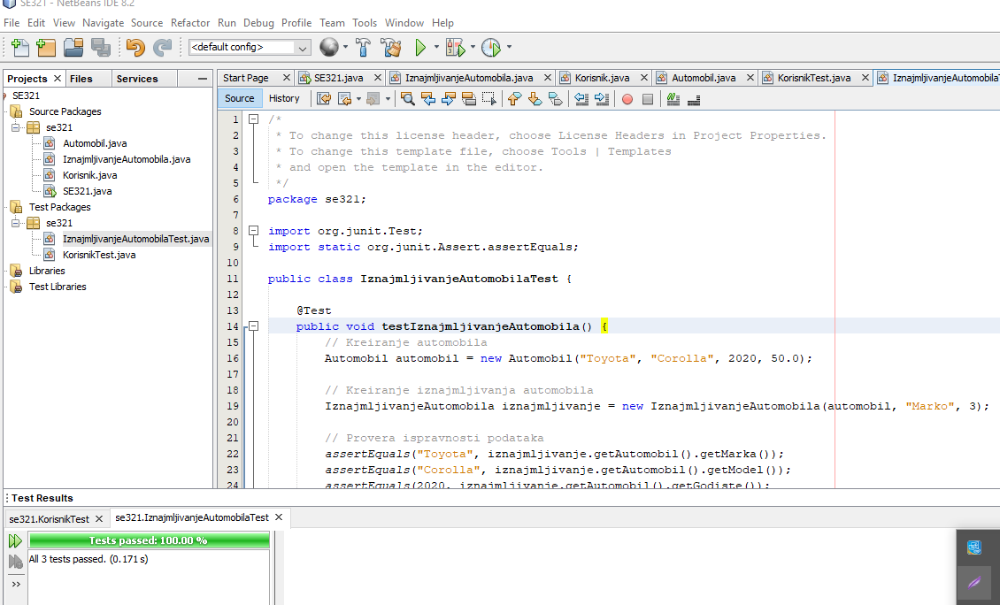 SE321 - NetBeans IDE 8.2
File Edit View Navigate Source Refactor Run Debug Profile Team Tools Window Help
<default config>
Projects Files Services
Start Page SE321.java IznajmljivanjeAutomobila.java Korisnik.java Automobil.java KorisnikTest.java IznajmljivanjeAutomobilaT
Source History
SE321
Source Packages
se321
Automobil.java
IznajmljivanjeAutomobila.java
Korisnik.java
SE321.java
Test Packages
se321
IznajmljivanjeAutomobilaTest.java
KorisnikTest.java
Libraries
Test Libraries
1 /*
2 * To change this license header, choose License Headers in Project Properties.
3 * To change this template file, choose Tools | Templates
4 * and open the template in the editor.
5 */
6 package se321;
7
8 import org.junit.Test;
9 import static org.junit.Assert.assertEquals;
10
11 public class IznajmljivanjeAutomobilaTest {
12
13 @Test
14 public void testIznajmljivanjeAutomobila() {
15 // Kreiranje automobila
16 Automobil automobil = new Automobil("Toyota", "Corolla", 2020, 50.0);
17
18 // Kreiranje iznajmljivanja automobila
19 IznajmljivanjeAutomobila iznajmljivanje = new IznajmljivanjeAutomobila(automobil, "Marko", 3);
20
21 // Provera ispravnosti podataka
22 assertEquals("Toyota", iznajmljivanje.getAutomobil().getMarka());
23 assertEquals("Corolla", iznajmljivanje.getAutomobil().getModel());
24 assertEquals(2020, iznajmljivanje.getAutomobil().getGodiste());
Test Results
se321.KorisnikTest se321.IznajmljivanjeAutomobilaTest
Tests passed: 100.00 %
All 3 tests passed. (0.171 s)